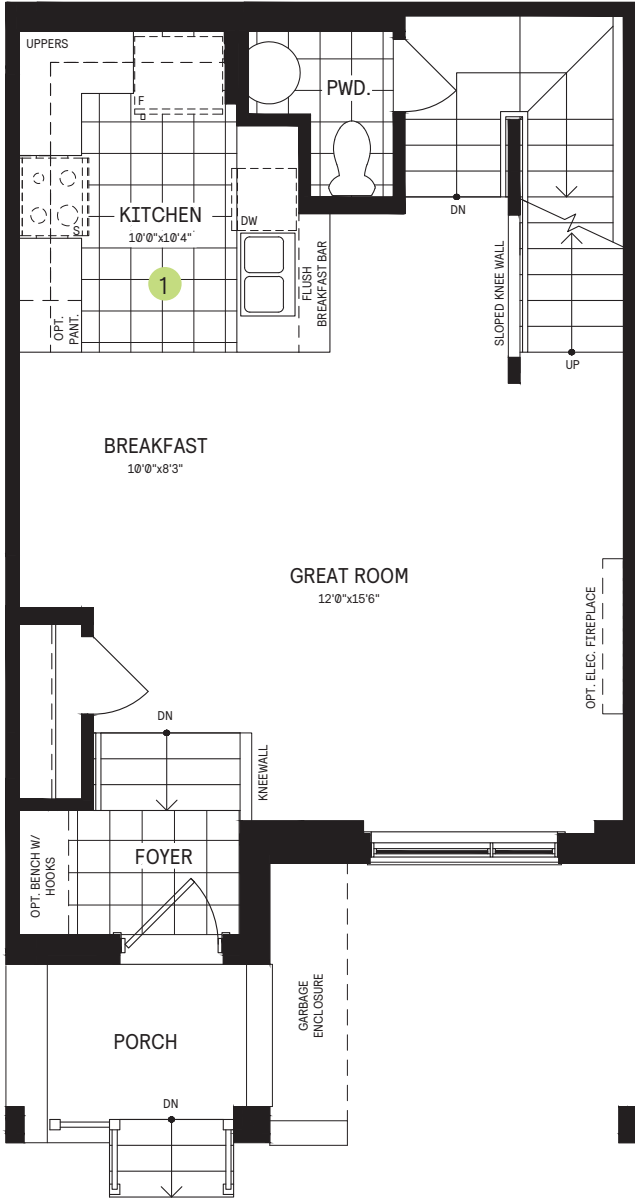 UPPERS
F
PWD.
KITCHEN
10'0"x10'4"
S
DW
DN
1
FLUSH
BREAKFAST BAR
SLOPED KNEE WALL
OPT.
PANT.
UP
BREAKFAST
10'0"x8'3"
GREAT ROOM
12'0"x15'6"
OPT. ELEC. FIREPLACE
DN
KNEEWALL
FOYER
OPT. BENCH W/
HOOKS
GARBAGE
ENCLOSURE
PORCH
DN